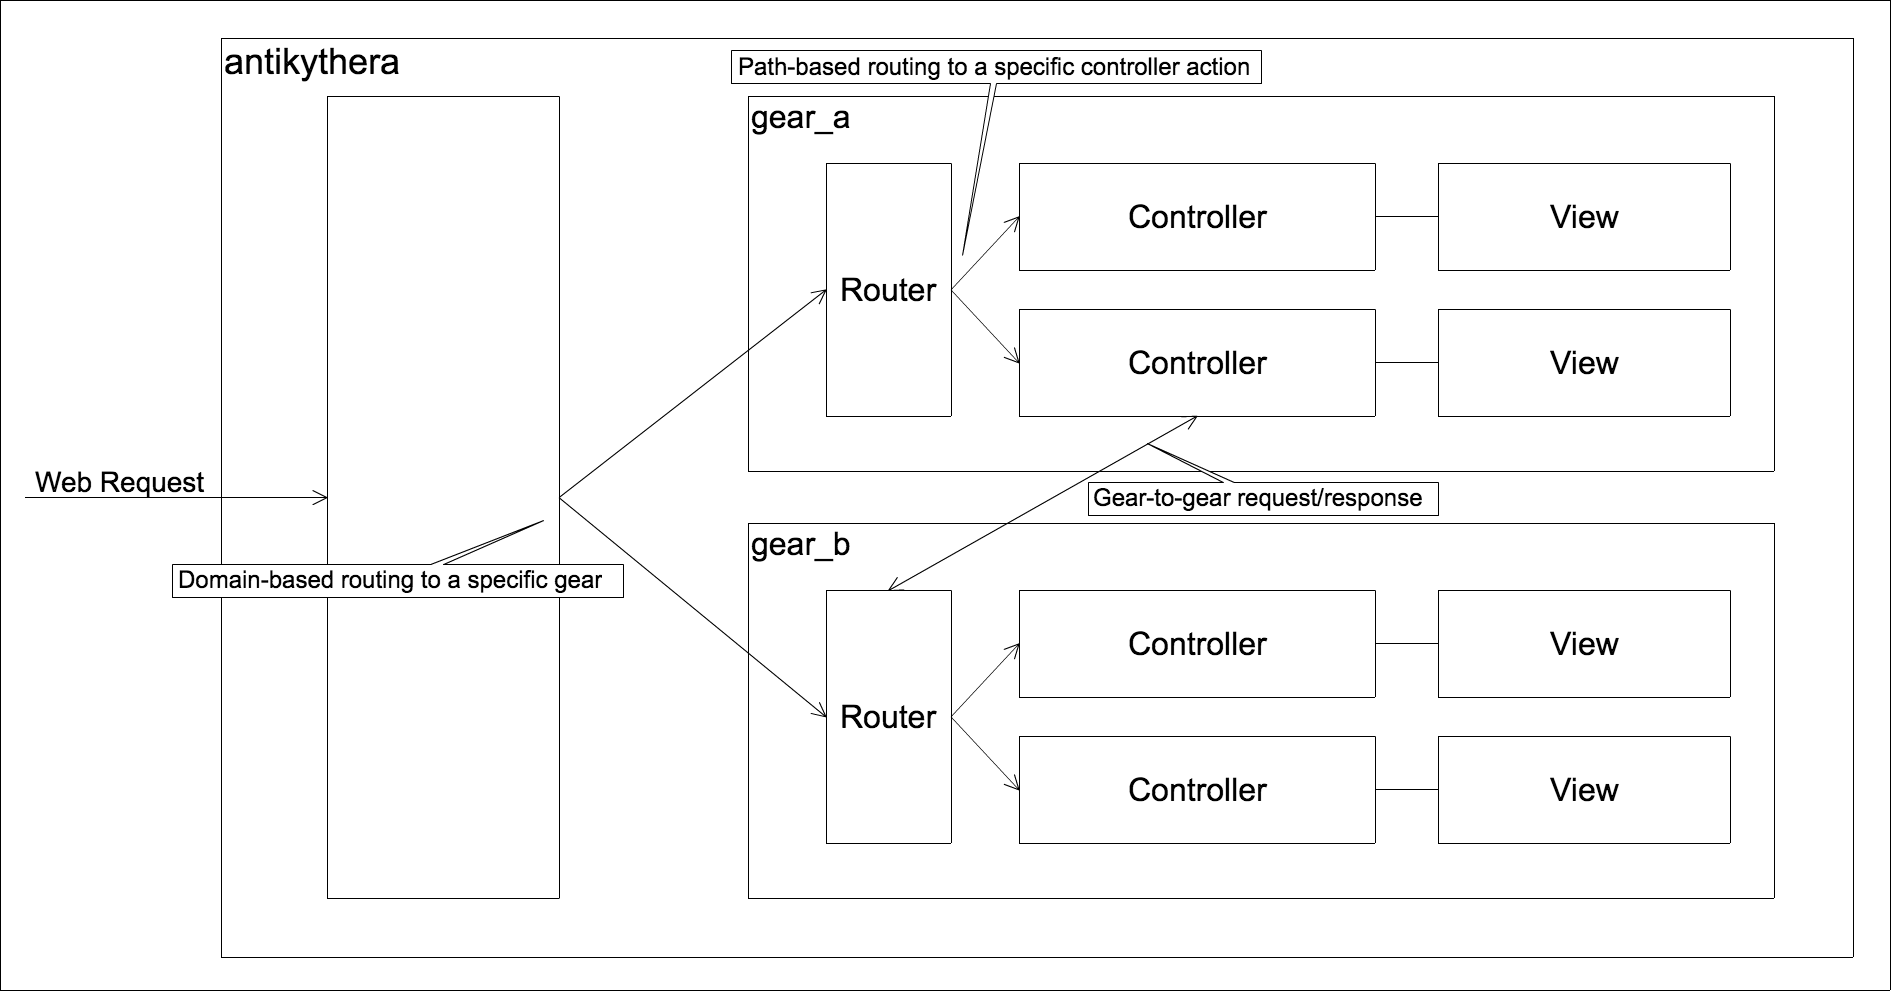 antikythera
Path-based routing to a specific controller action
gear_a
Router
Controller
View
Controller
View
Web Request
Gear-to-gear request/response
Domain-based routing to a specific gear
gear_b
Router
Controller
View
Controller
View